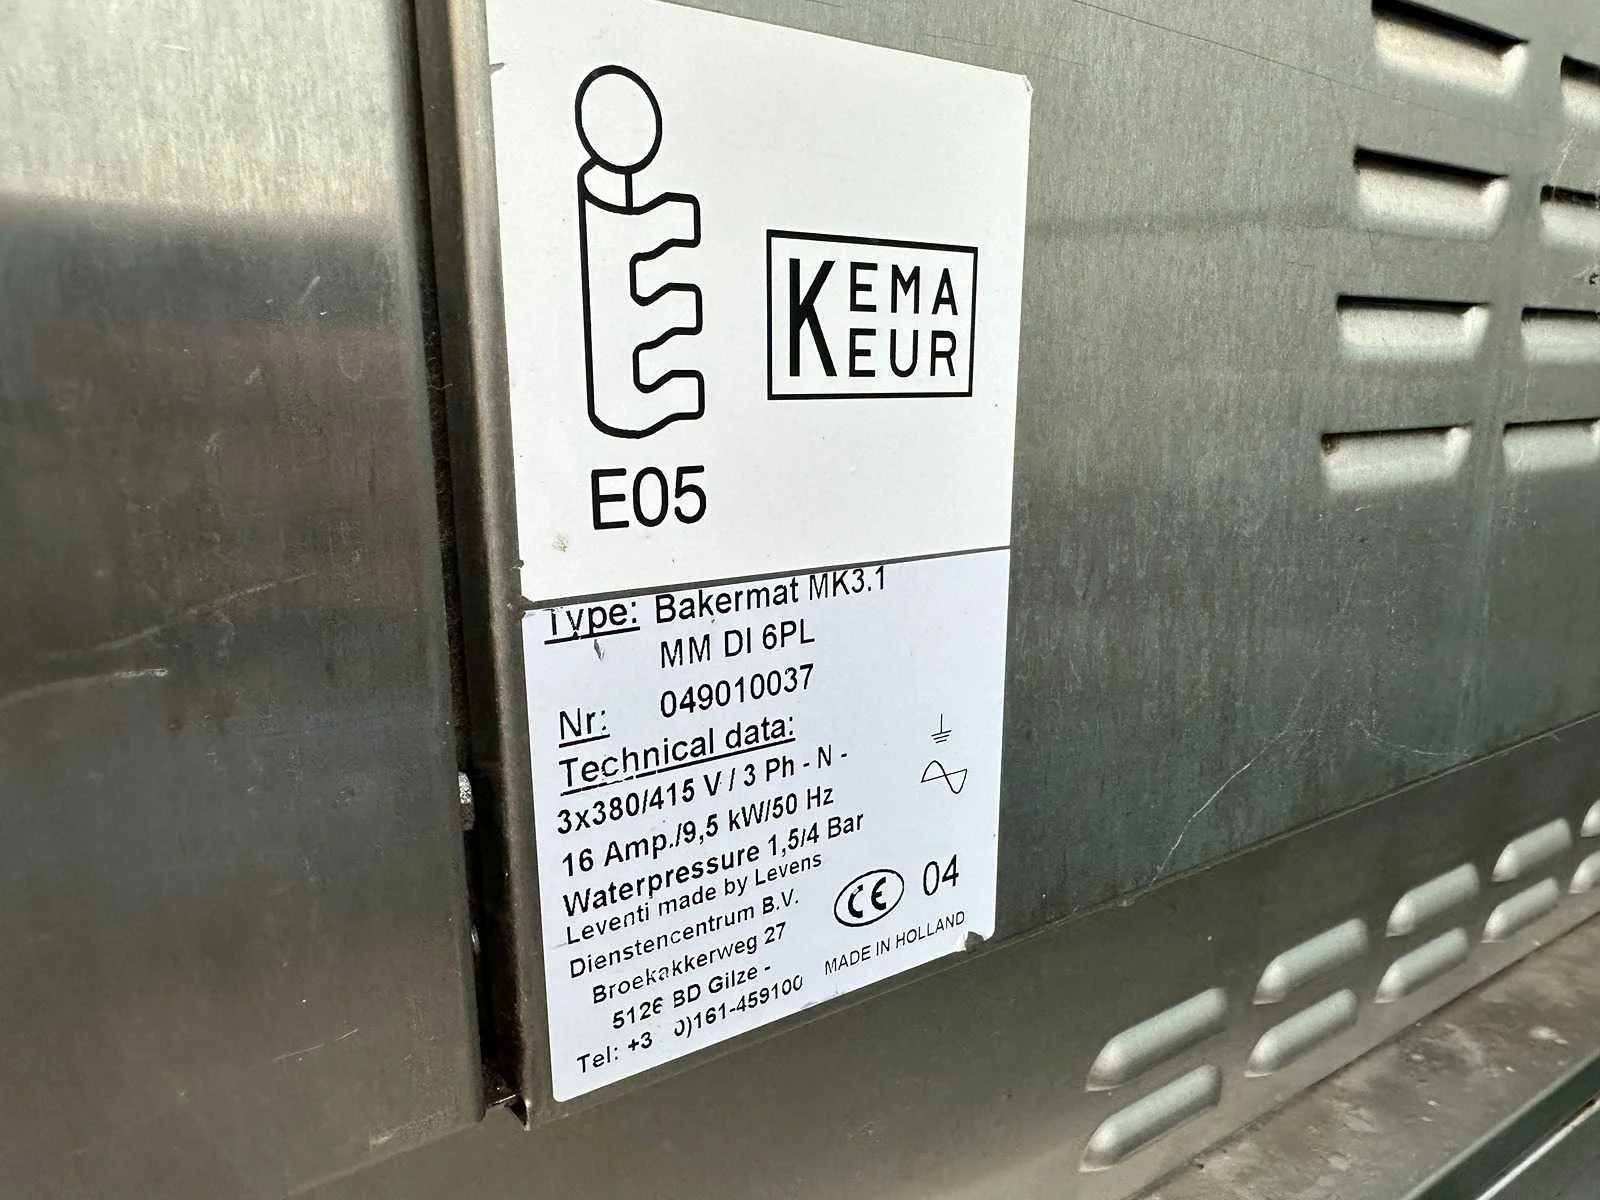 KEMA
KEUR
E05
Type: Bakermat MK3.1
MM DI 6PL
Nr: 049010037
Technical data:
3x380/415 V / 3 Ph - N -
16 Amp./9,5 kW/50 Hz
Waterpressure 1,5/4 Bar
Leventi made by Levens
Dienstencentrum B.V.
Broekakkerweg 27
5126 BD Gilze -
Tel: +3 0)161-459100
CE 04
MADE IN HOLLAND